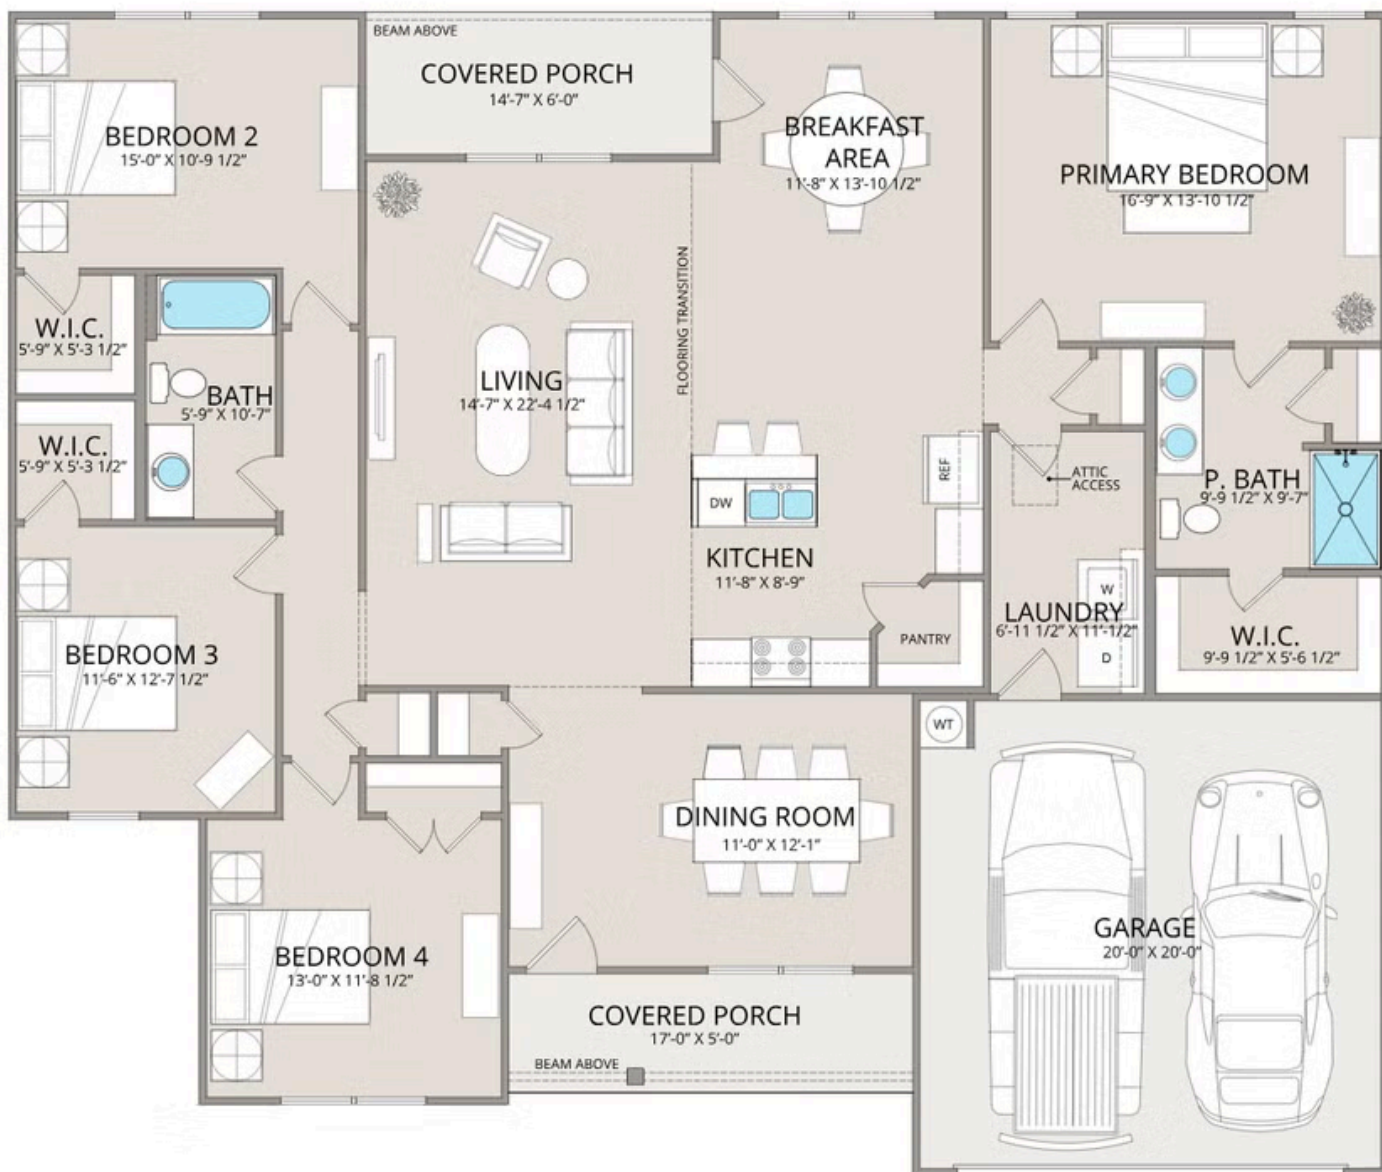 BEAM ABOVE
COVERED PORCH
14'-7" X 6'-0"
BEDROOM 2
15'-0" X 10'-9 1/2"
BREAKFAST
AREA
11'-8" X 13'-10 1/2"
PRIMARY BEDROOM
16'-9" X 13'-10 1/2"
W.I.C.
5'-9" X 5'-3 1/2"
BATH
5'-9" X 10'-7"
W.I.C.
5'-9" X 5'-3 1/2"
LIVING
14'-7" X 22'-4 1/2"
FLOORING TRANSITION
DW
REF
KITCHEN
11'-8" X 8'-9"
PANTRY
ATTIC
ACCESS
P. BATH
9'-9 1/2" X 9'-7"
W
LAUNDRY
6'-11 1/2" X 11'-1/2"
D
W.I.C.
9'-9 1/2" X 5'-6 1/2"
BEDROOM 3
11'-6" X 12'-7 1/2"
WT
DINING ROOM
11'-0" X 12'-1"
GARAGE
20'-0" X 20'-0"
BEDROOM 4
13'-0" X 11'-8 1/2"
COVERED PORCH
17'-0" X 5'-0"
BEAM ABOVE